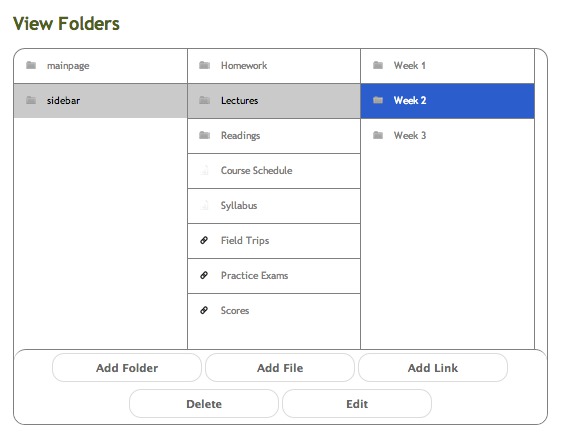 View Folders
mainpage
sidebar
Homework
Lectures
Readings
Course Schedule
Syllabus
Field Trips
Practice Exams
Scores
Week 1
Week 2
Week 3
Add Folder Add File Add Link
Delete Edit